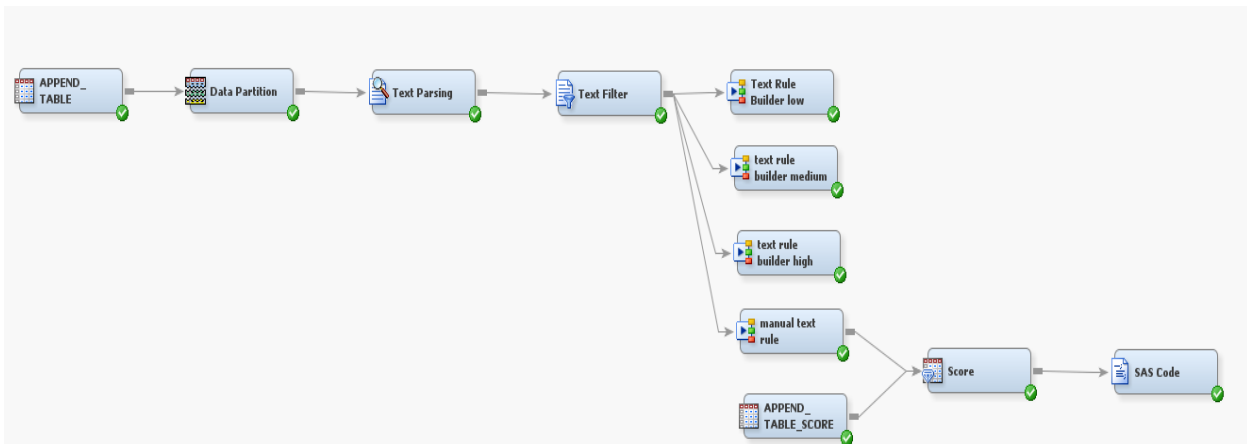 APPEND_
TABLE
Data Partition
Text Parsing
Text Filter
Text Rule
Builder low
text rule
builder medium
text rule
builder high
manual text
rule
Score
SAS Code
APPEND_
TABLE_SCORE